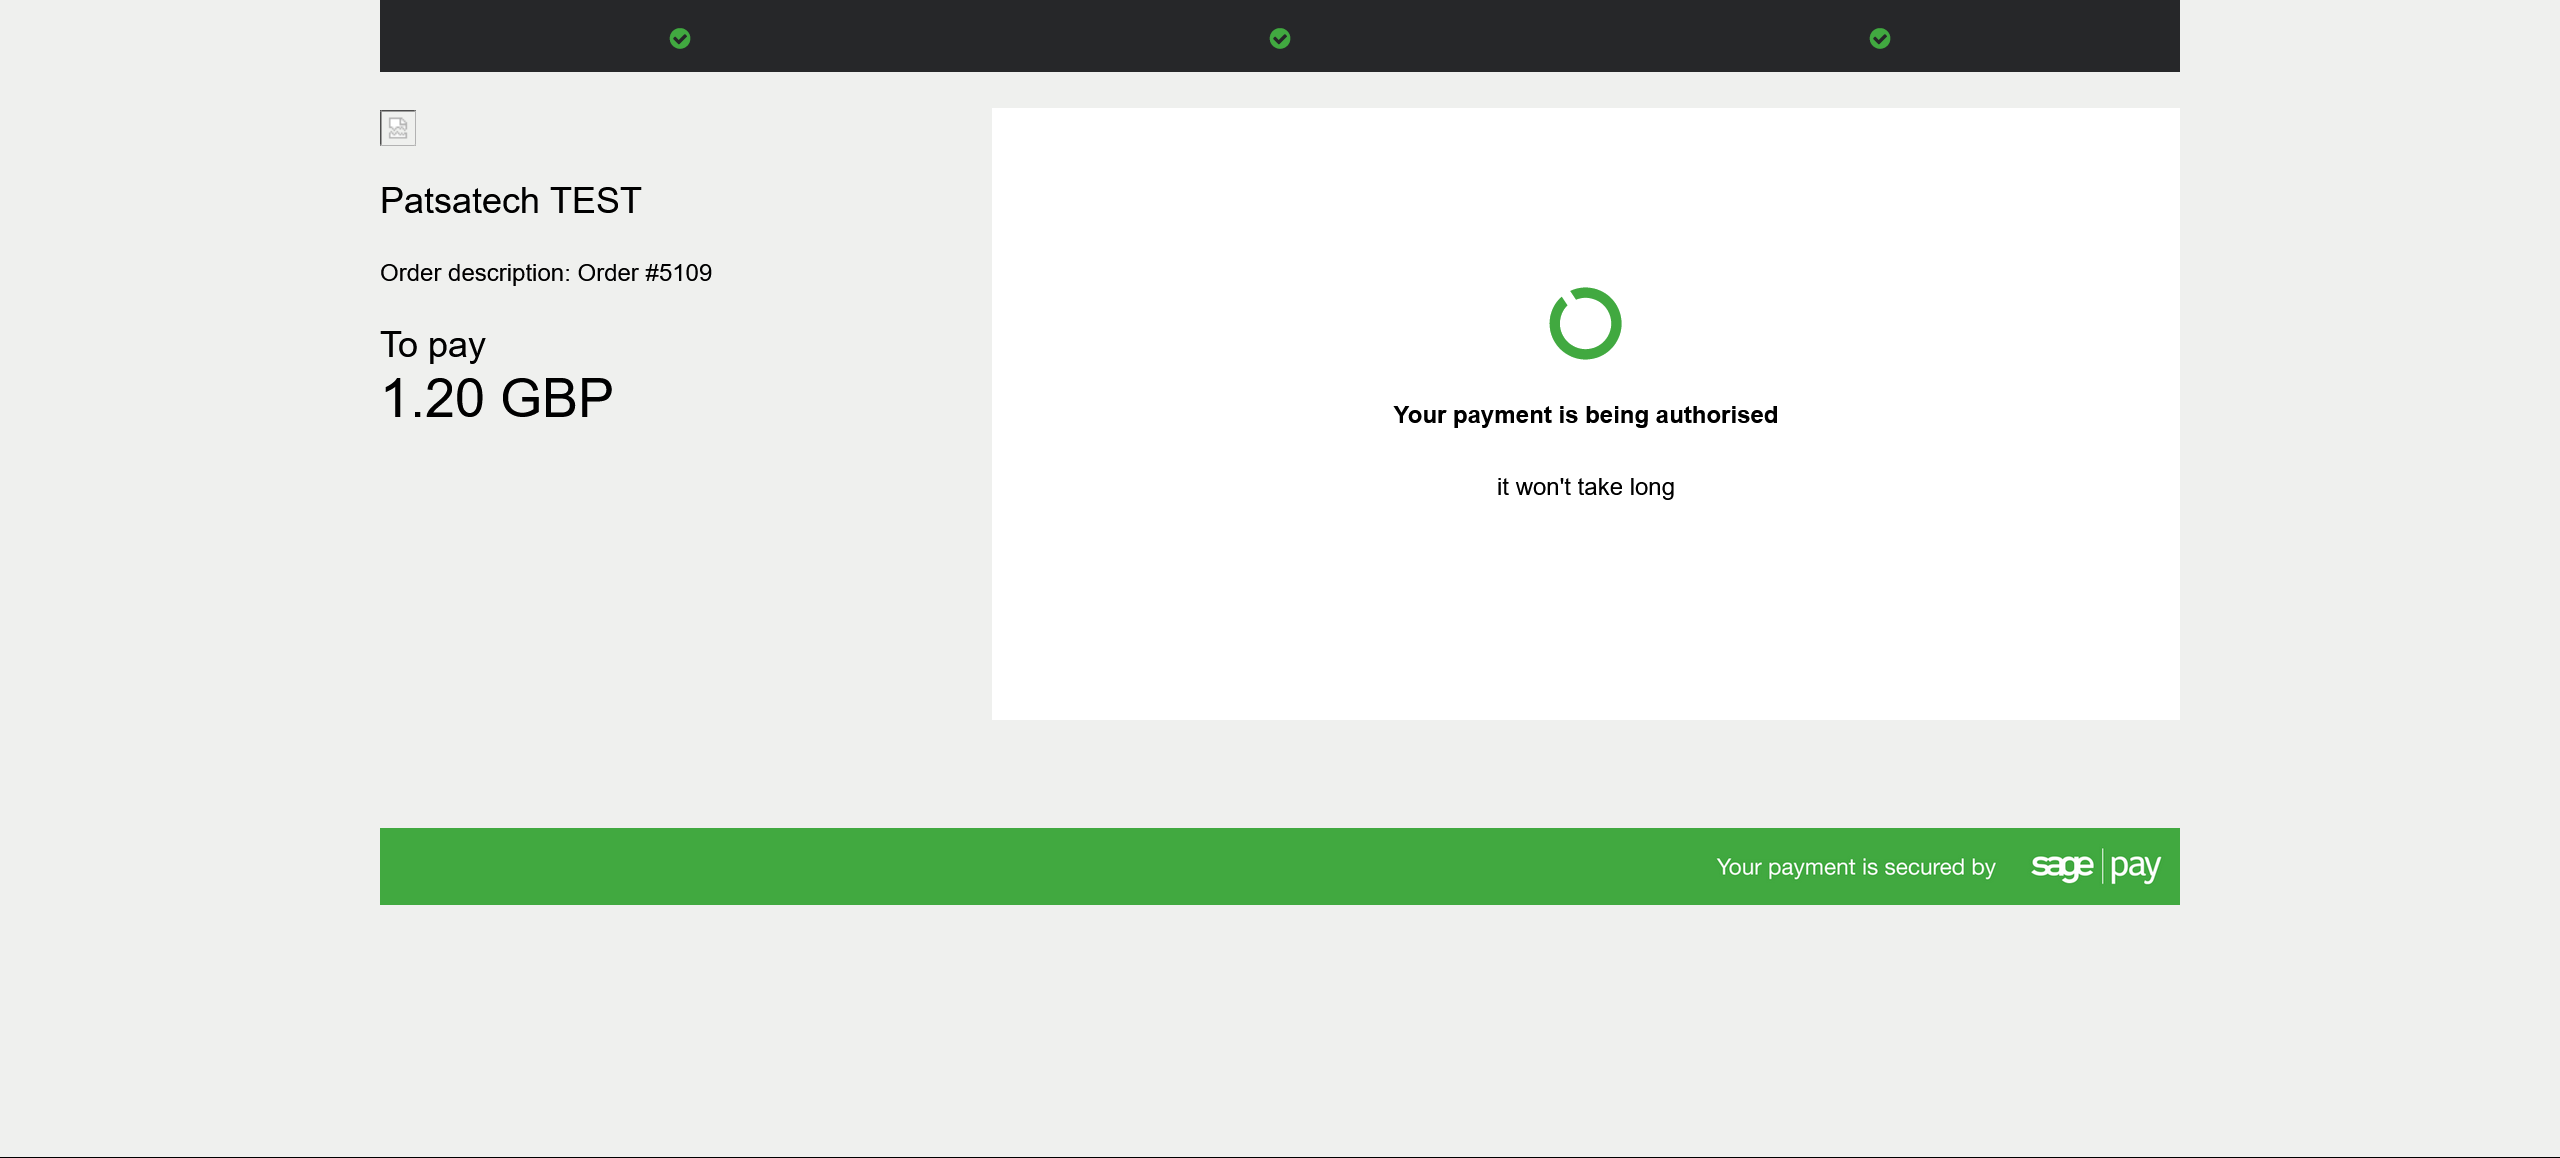 Patsatech TEST
Order description: Order #5109
To pay
1.20 GBP
Your payment is being authorised
it won't take long
Your payment is secured by sage pay